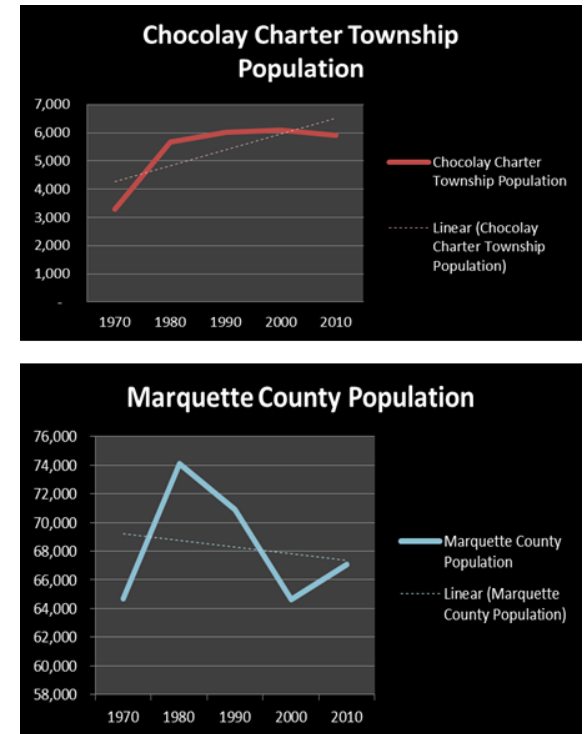 Chocolay Charter Township
Population
7,000
6,000
5,000
4,000
3,000
2,000
1,000
-
1970 1980 1990 2000 2010
Chocolay Charter
Township Population
Linear (Chocolay
Charter Township
Population)
Marquette County Population
76,000
74,000
72,000
70,000
68,000
66,000
64,000
62,000
60,000
58,000
1970 1980 1990 2000 2010
Marquette County
Population
Linear (Marquette
County Population)